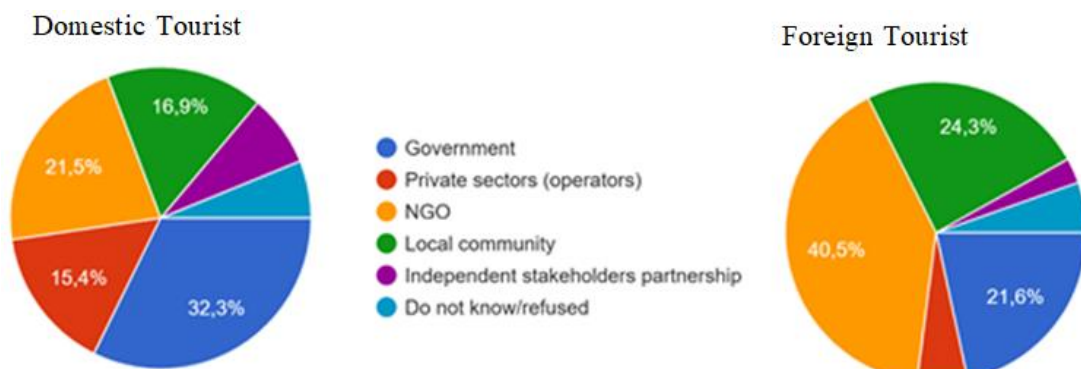 Domestic Tourist
16,9%
21,5%
15,4%
32,3%
Government
Private sectors (operators)
NGO
Local community
Independent stakeholders partnership
Do not know/refused
Foreign Tourist
24,3%
40,5%
21,6%